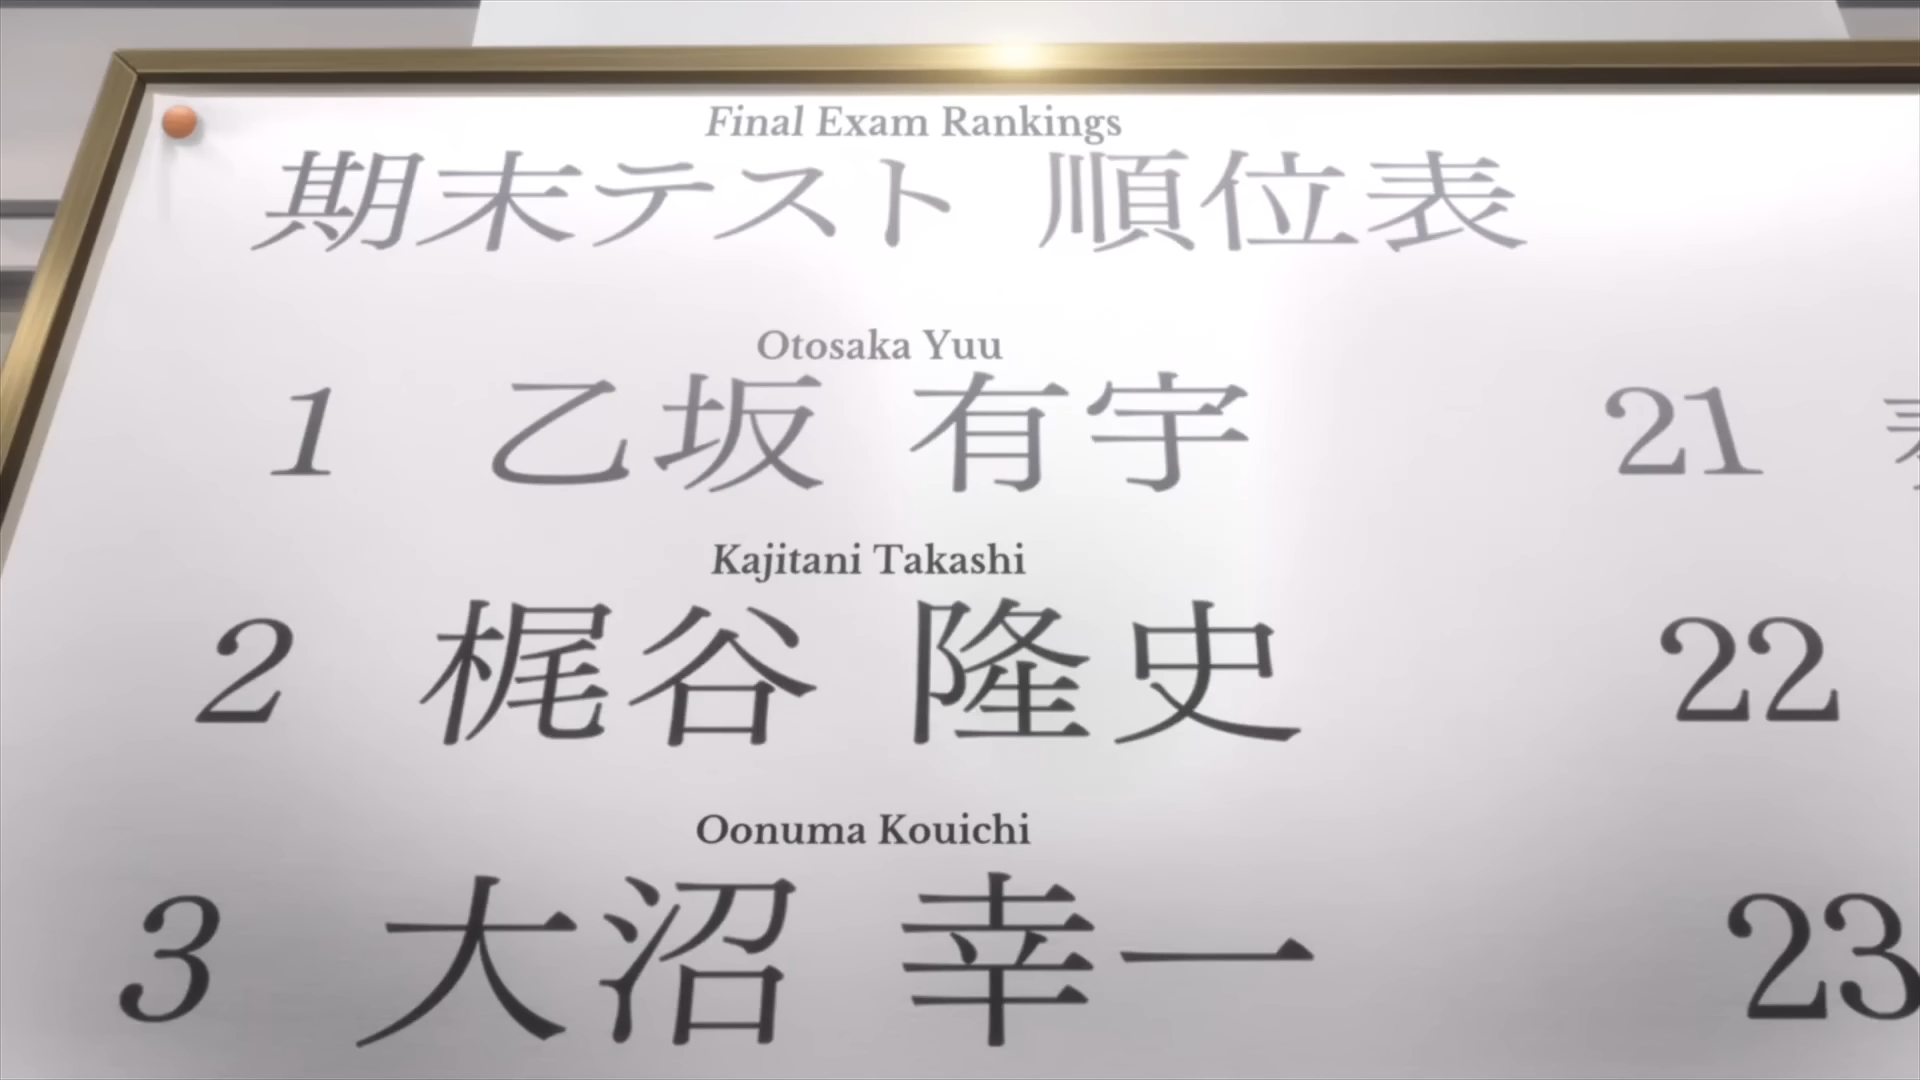 Final Exam Rankings
期末テスト 順位表
Otosaka Yuu
1 乙坂 有宇 21
Kajitani Takashi
2 梶谷 隆史 22
Oonuma Kouichi
3 大沼 幸一 23